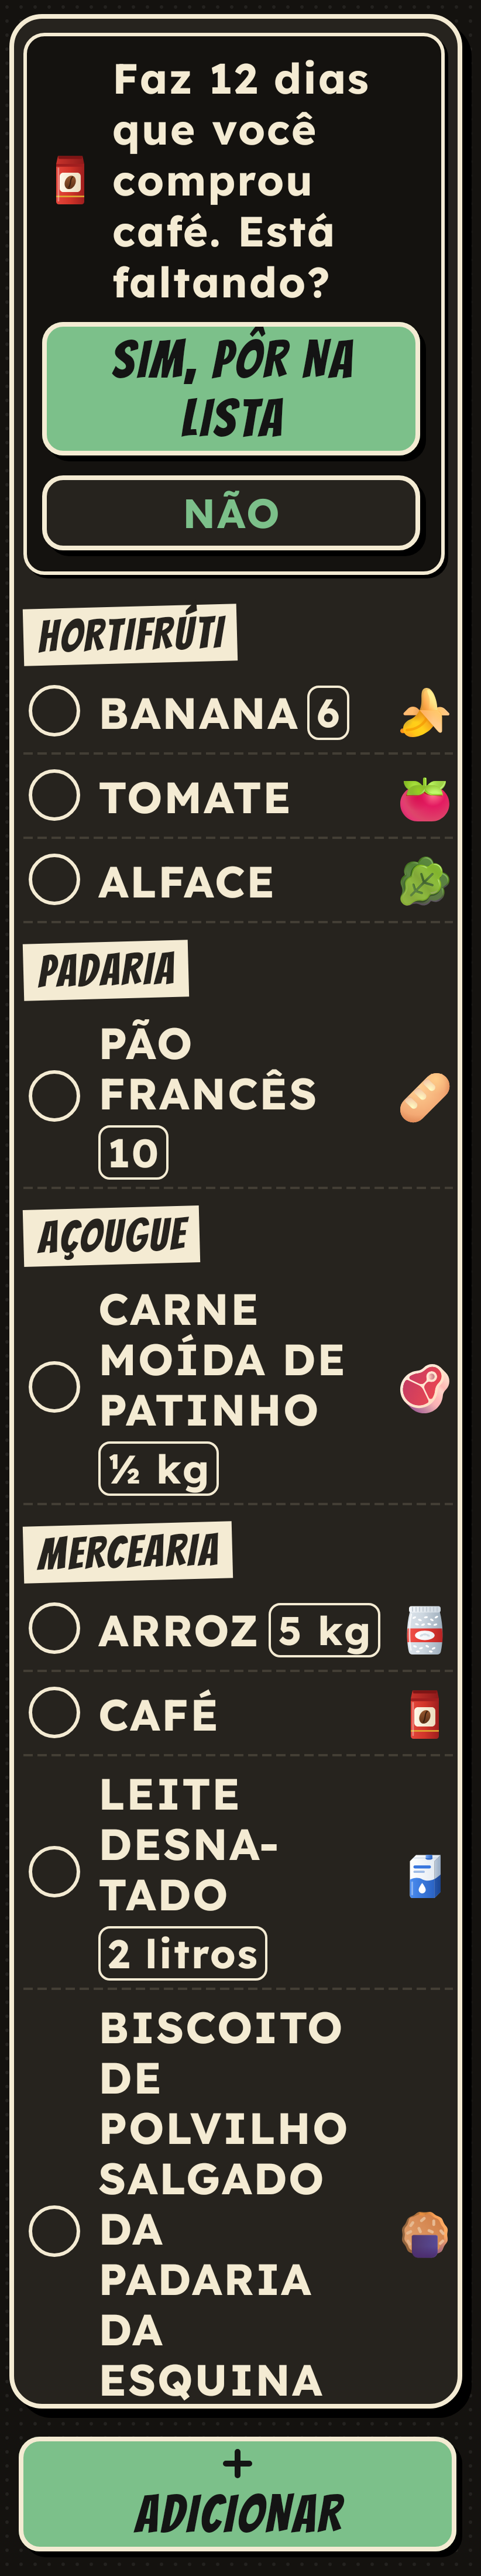 Faz 12 dias
que você
comprou
café. Está
faltando?
SIM, PÔR NA
LISTA
NÃO
HORTIFRÚTI
BANANA 6
TOMATE
ALFACE
PADARIA
PÃO
FRANCÊS
10
AÇOUGUE
CARNE
MOÍDA DE
PATINHO
½ kg
MERCEARIA
ARROZ 5 kg
CAFÉ
LEITE
DESNA-
TADO
2 litros
BISCOITO
DE
POLVILHO
SALGADO
DA
PADARIA
DA
ESQUINA
+
ADICIONAR